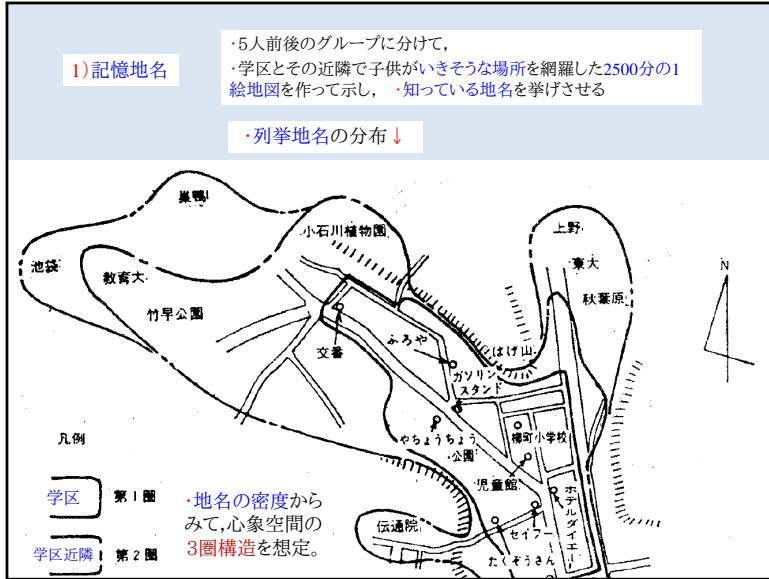 1)記憶地名
・5人前後のグループに分けて,
・学区とその近隣で子供がいきそうな場所を網羅した2500分の1
絵地図を作って示し, ・知っている地名を挙げさせる
・列挙地名の分布↓
巣鴨
小石川植物園
上野
池袋
教育大
東大
秋葉原
竹早公園
N
交番
ふろや
はげ山
ガソリン
スタンド
凡例
やちょうちょう
公園
柳町小学校
児童館
学区 第1圏
・地名の密度から
みて,心象空間の
3圏構造を想定。
ホテルダイエー
伝通院
セイフー
学区近隣 第2圏
たくぞうさん